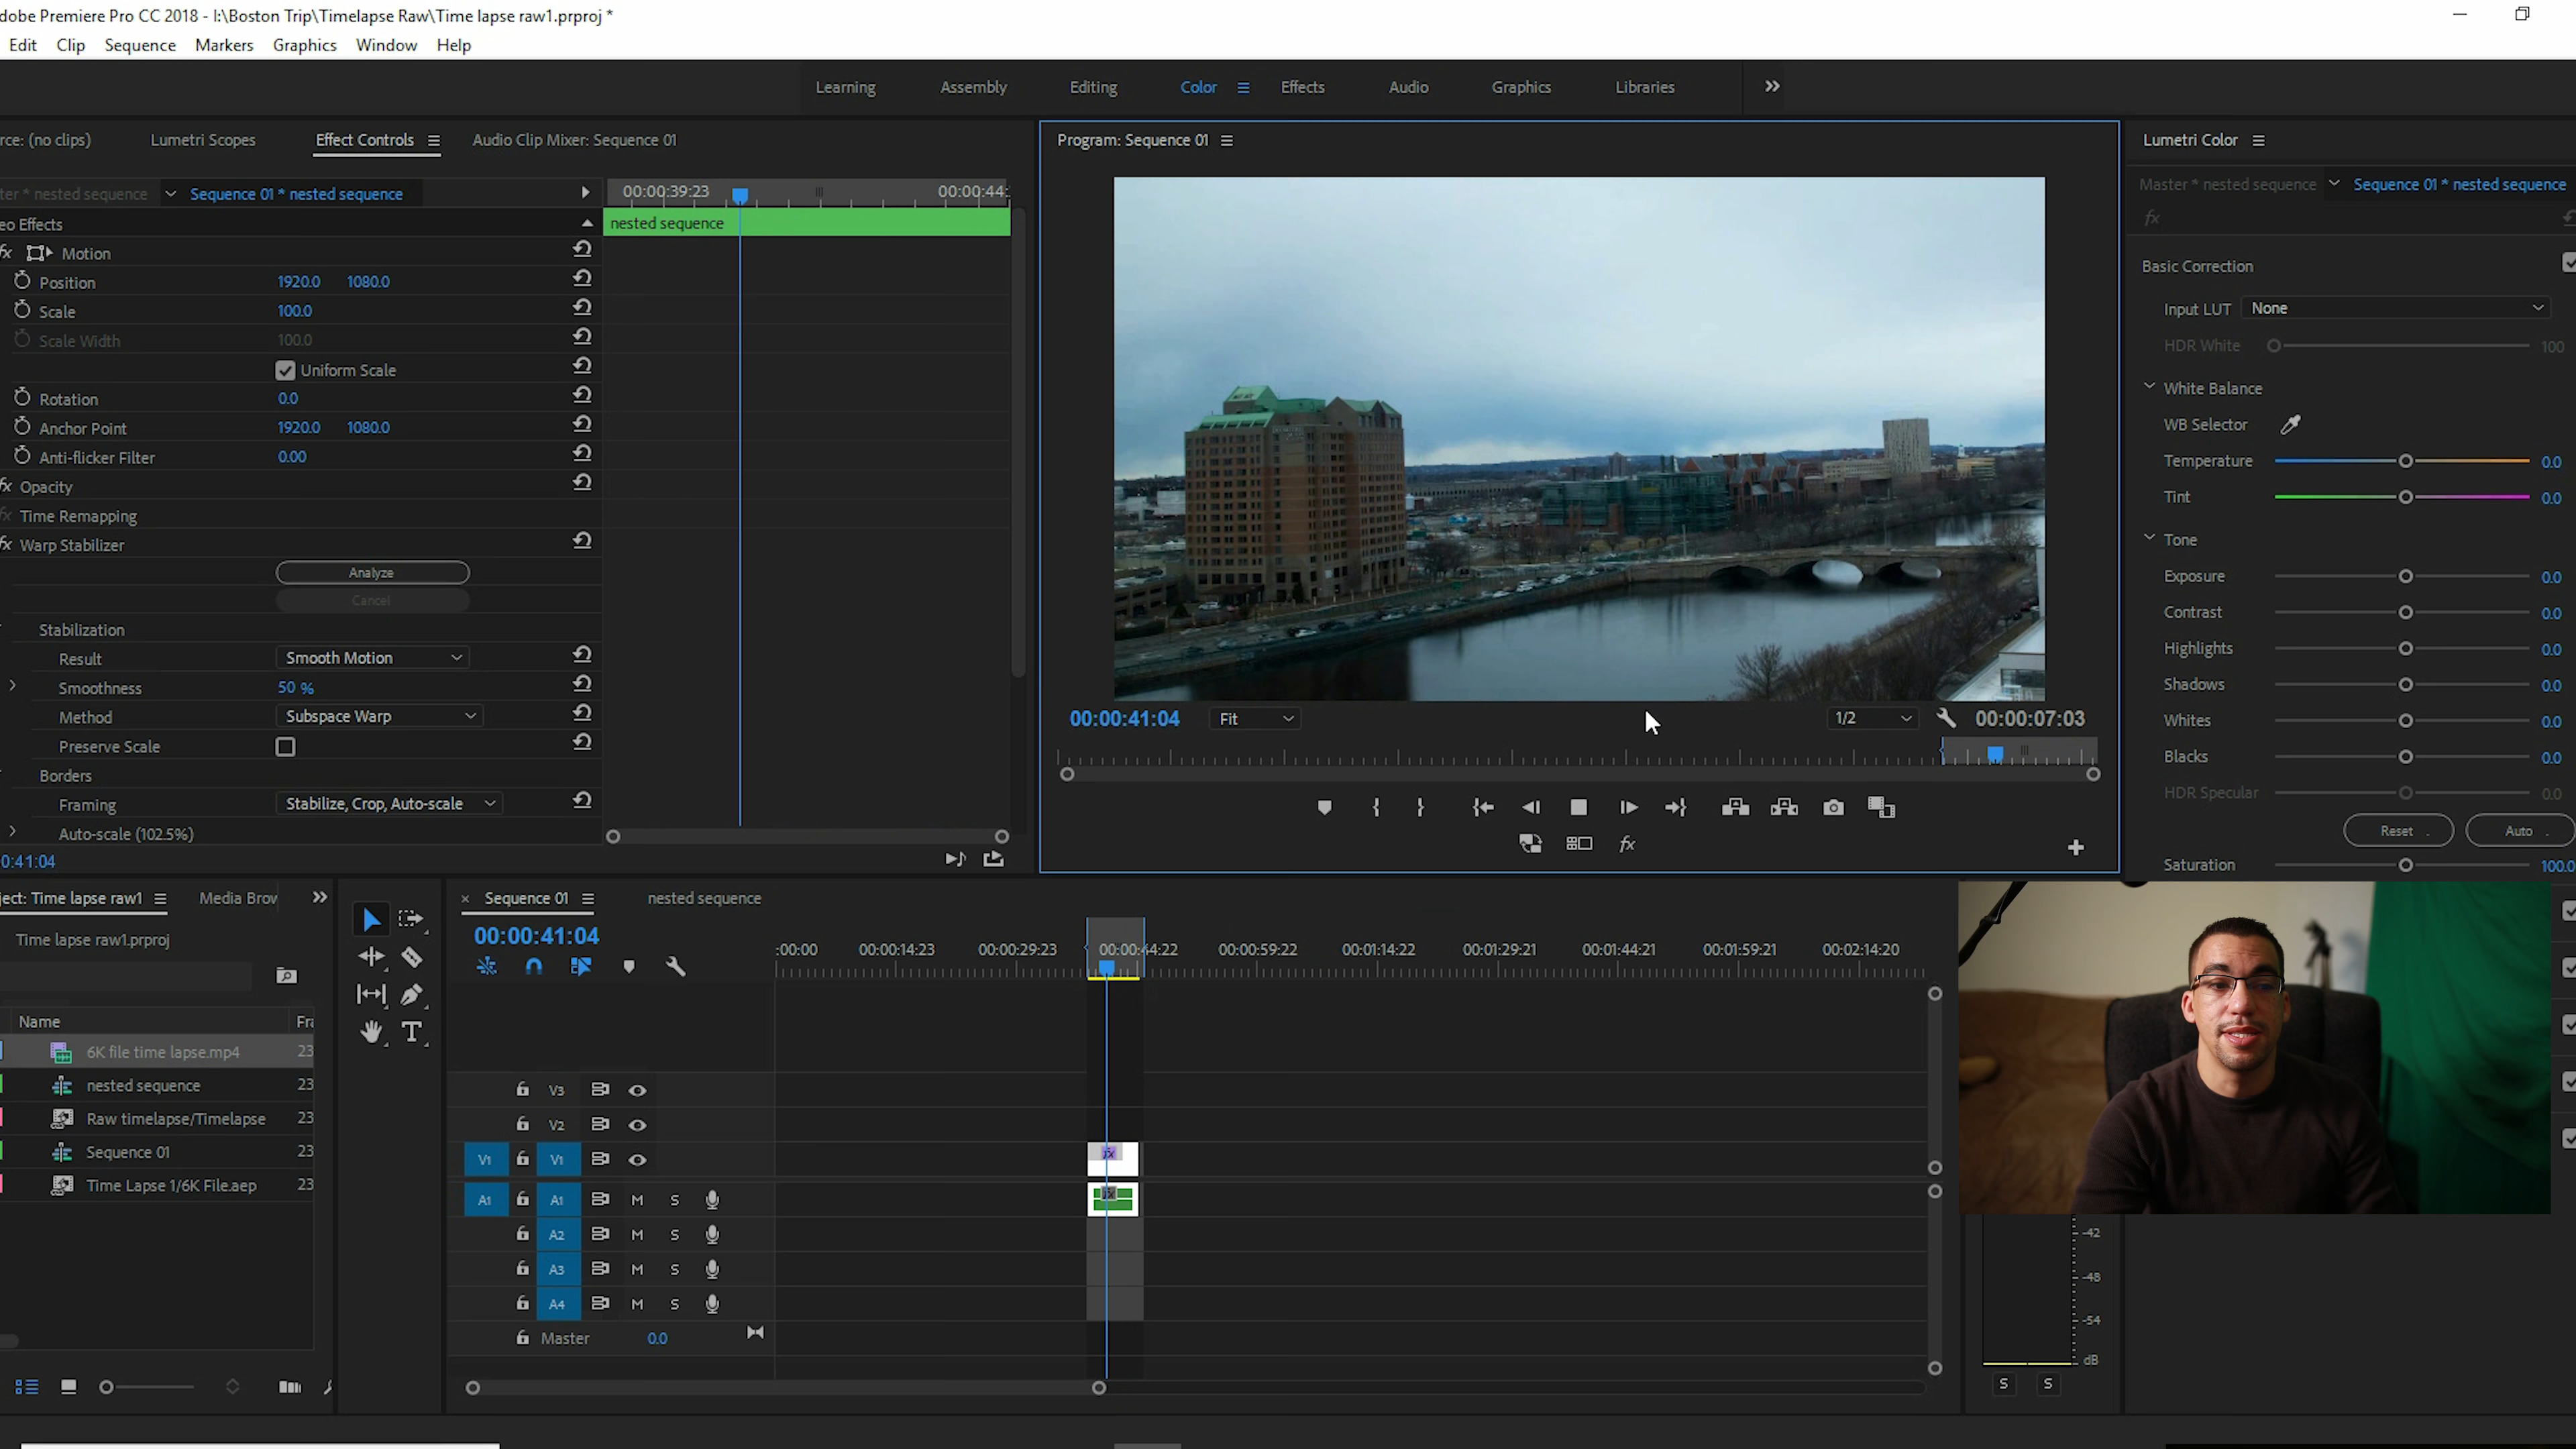 dobe Premiere Pro CC 2018 - I:\Boston Trip\Timelapse Raw\Time lapse raw1.prproj *
Edit Clip Sequence Markers Graphics Window Help
Learning Assembly Editing Color Effects Audio Graphics Libraries
rce: (no clips) Lumetri Scopes Effect Controls Audio Clip Mixer: Sequence 01
ter * nested sequence Sequence 01 * nested sequence
00:00:39:23 00:00:44:
eo Effects
nested sequence
fx Motion
Position 1920.0 1080.0
Scale 100.0
Scale Width 100.0
Uniform Scale
Rotation 0.0
Anchor Point 1920.0 1080.0
Anti-flicker Filter 0.00
fx Opacity
fx Time Remapping
fx Warp Stabilizer
Analyze
Cancel
Stabilization
Result Smooth Motion
Smoothness 50 %
Method Subspace Warp
Preserve Scale
Borders
Framing Stabilize, Crop, Auto-scale
Auto-scale (102.5%)
0:41:04
Program: Sequence 01
00:00:41:04 Fit 1/2 00:00:07:03
fx
Lumetri Color
Master * nested sequence Sequence 01 * nested sequence
fx
Basic Correction
Input LUT None
HDR White 100
White Balance
WB Selector
Temperature 0.0
Tint 0.0
Tone
Exposure 0.0
Contrast 0.0
Highlights 0.0
Shadows 0.0
Whites 0.0
Blacks 0.0
HDR Specular 0.0
Reset Auto
Saturation 100.0
ject: Time lapse raw1 Media Brow
Time lapse raw1.prproj
Name Fra
6K file time lapse.mp4 23
nested sequence 23
Raw timelapse/Timelapse 23
Sequence 01 23
Time Lapse 1/6K File.aep 23
T
× Sequence 01 nested sequence
00:00:41:04
:00:00 00:00:14:23 00:00:29:23 00:00:44:22 00:00:59:22 00:01:14:22 00:01:29:21 00:01:44:21 00:01:59:21 00:02:14:20
V3
V2
V1 V1 fx
A1 A1 M S fx
A2 M S
A3 M S
A4 M S
Master 0.0
-42
-48
-54
dB
S S